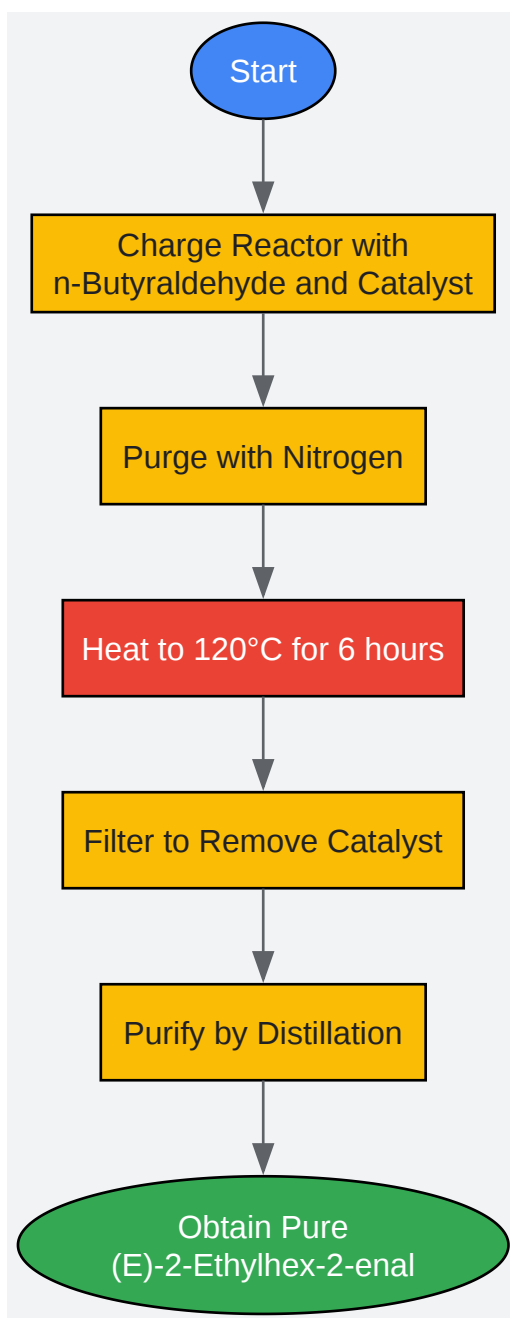 Start
Charge Reactor with
n-Butyraldehyde and Catalyst
Purge with Nitrogen
Heat to 120°C for 6 hours
Filter to Remove Catalyst
Purify by Distillation
Obtain Pure
(E)-2-Ethylhex-2-enal